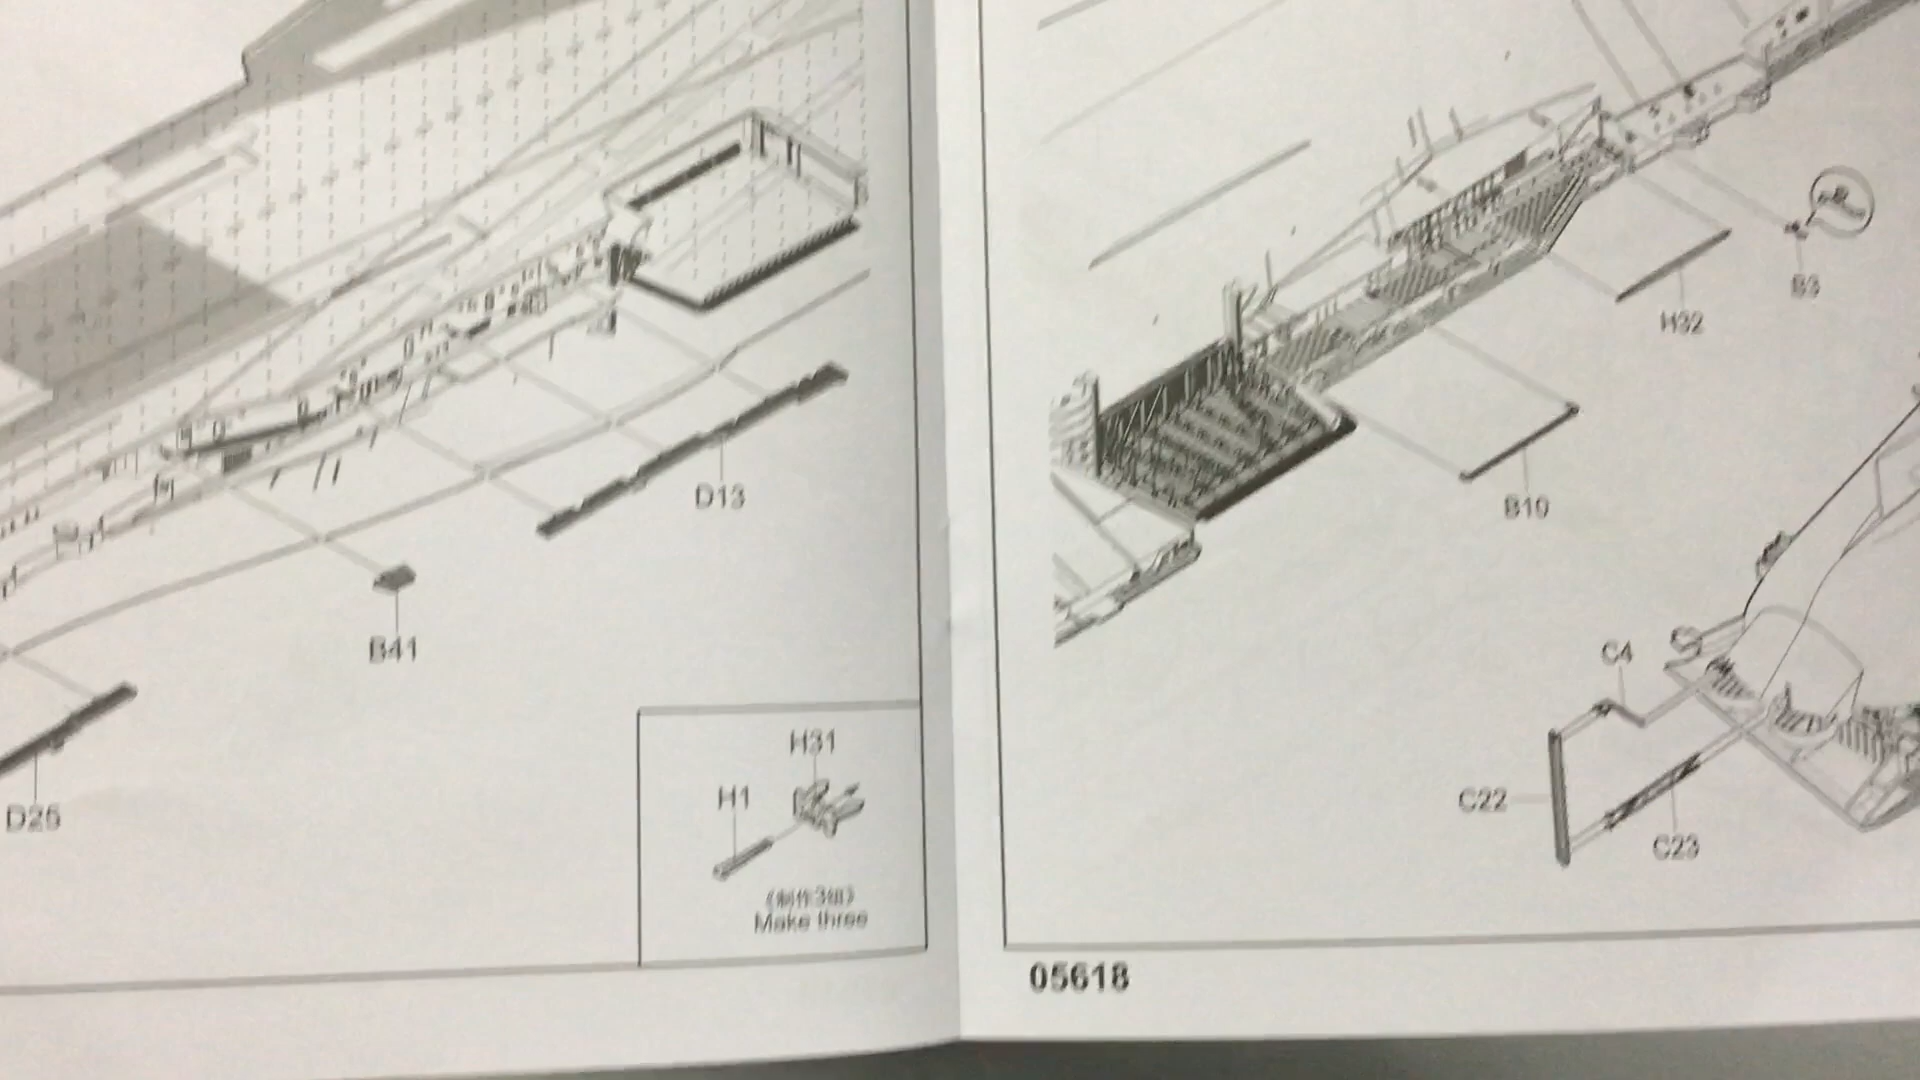 D13
B41
D25
H31
H1
(制作3组)
Make three
B3
H32
B10
C4
C22
C23
05618